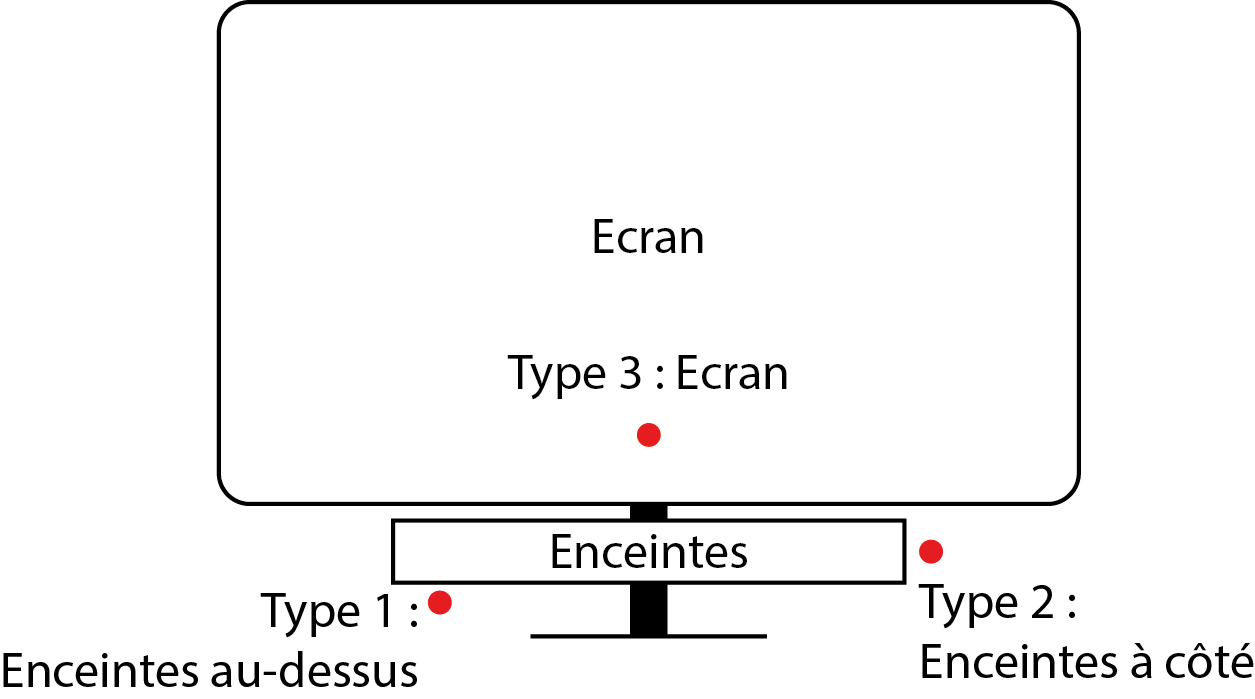 Ecran
Type 3 : Ecran
Enceintes
Type 1 :
Enceintes au-dessus
Type 2 :
Enceintes à côté